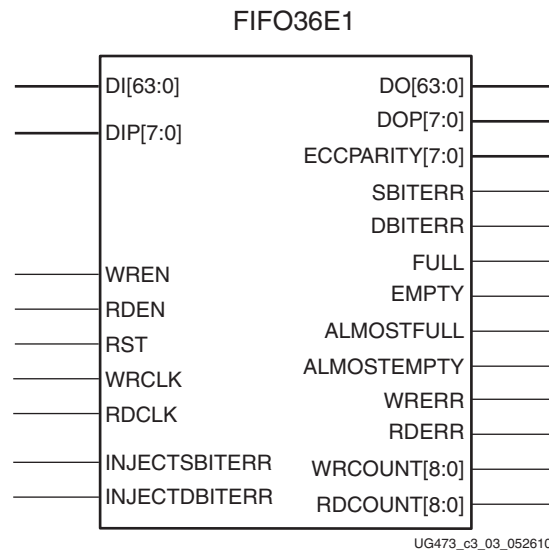 FIFO36E1
DI[63:0]
DIP[7:0]
WREN
RDEN
RST
WRCLK
RDCLK
INJECTSBITERR
INJECTDBITERR
DO[63:0]
DOP[7:0]
ECCPARITY[7:0]
SBITERR
DBITERR
FULL
EMPTY
ALMOSTFULL
ALMOSTEMPTY
WRERR
RDERR
WRCOUNT[8:0]
RDCOUNT[8:0]
UG473_c3_03_052610